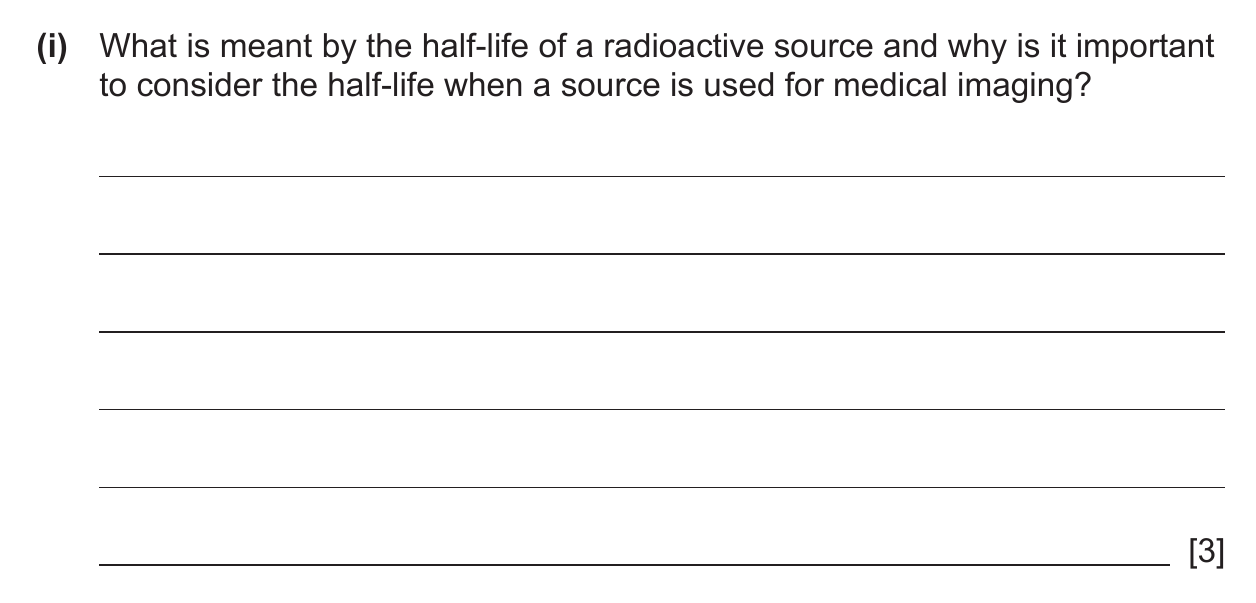 (i) What is meant by the half-life of a radioactive source and why is it important
to consider the half-life when a source is used for medical imaging?
[3]